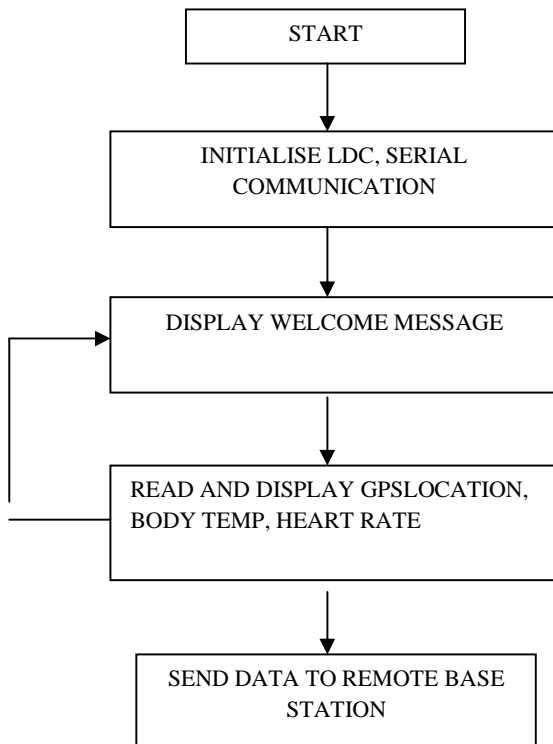 START
INITIALISE LDC, SERIAL
COMMUNICATION
DISPLAY WELCOME MESSAGE
READ AND DISPLAY GPSLOCATION,
BODY TEMP, HEART RATE
SEND DATA TO REMOTE BASE
STATION